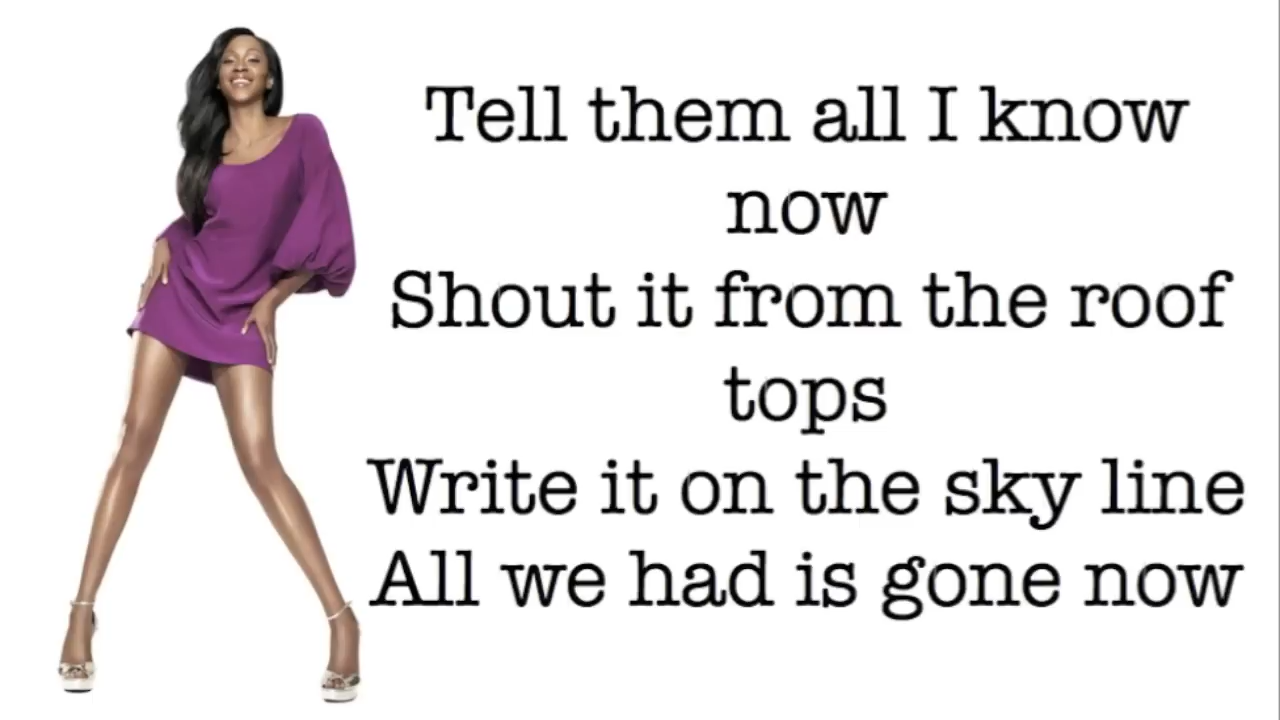 Tell them all I know
now
Shout it from the roof
tops
Write it on the sky line
All we had is gone now